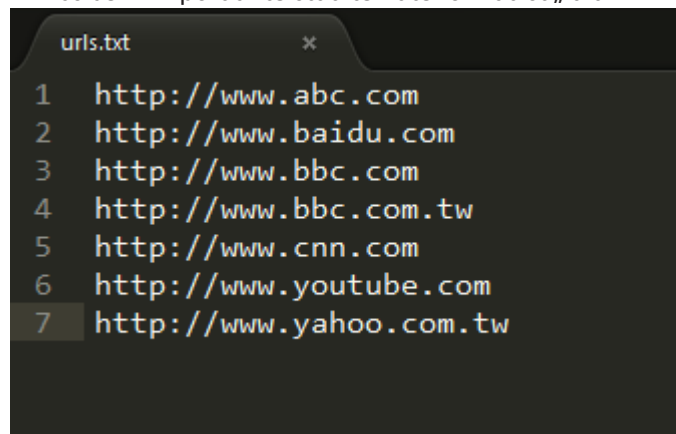 urls.txt ×
1 http://www.abc.com
2 http://www.baidu.com
3 http://www.bbc.com
4 http://www.bbc.com.tw
5 http://www.cnn.com
6 http://www.youtube.com
7 http://www.yahoo.com.tw